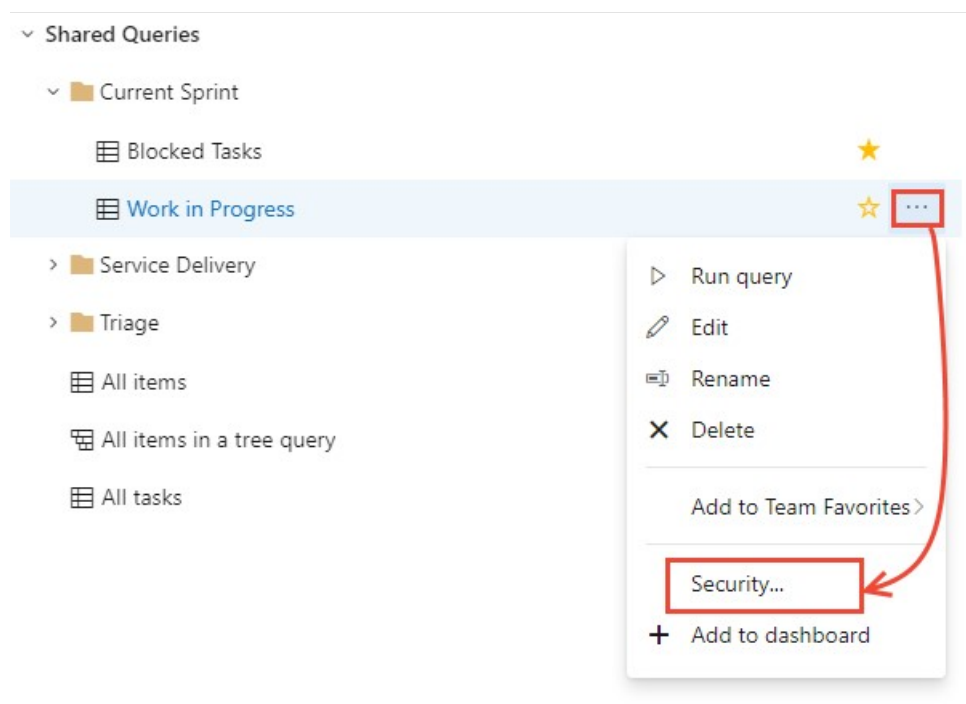 Shared Queries
Current Sprint
Blocked Tasks
Work in Progress
Service Delivery
Triage
All items
All items in a tree query
All tasks
Run query
Edit
Rename
Delete
Add to Team Favorites
Security...
Add to dashboard